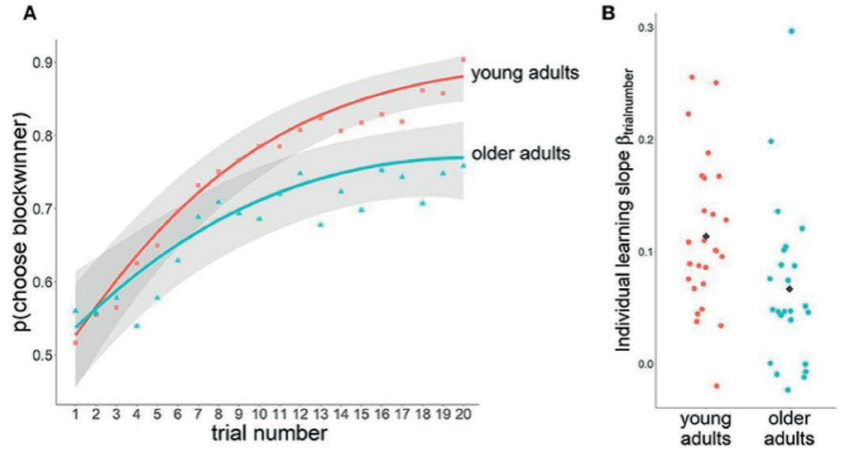 A
p(choose blockwinner)
0.9
0.8
0.7
0.6
0.5
young adults
older adults
1 2 3 4 5 6 7 8 9 10 11 12 13 14 15 16 17 18 19 20
trial number
B
Individual learning slope βtrialnumber
0.3
0.2
0.1
0.0
young
adults
older
adults